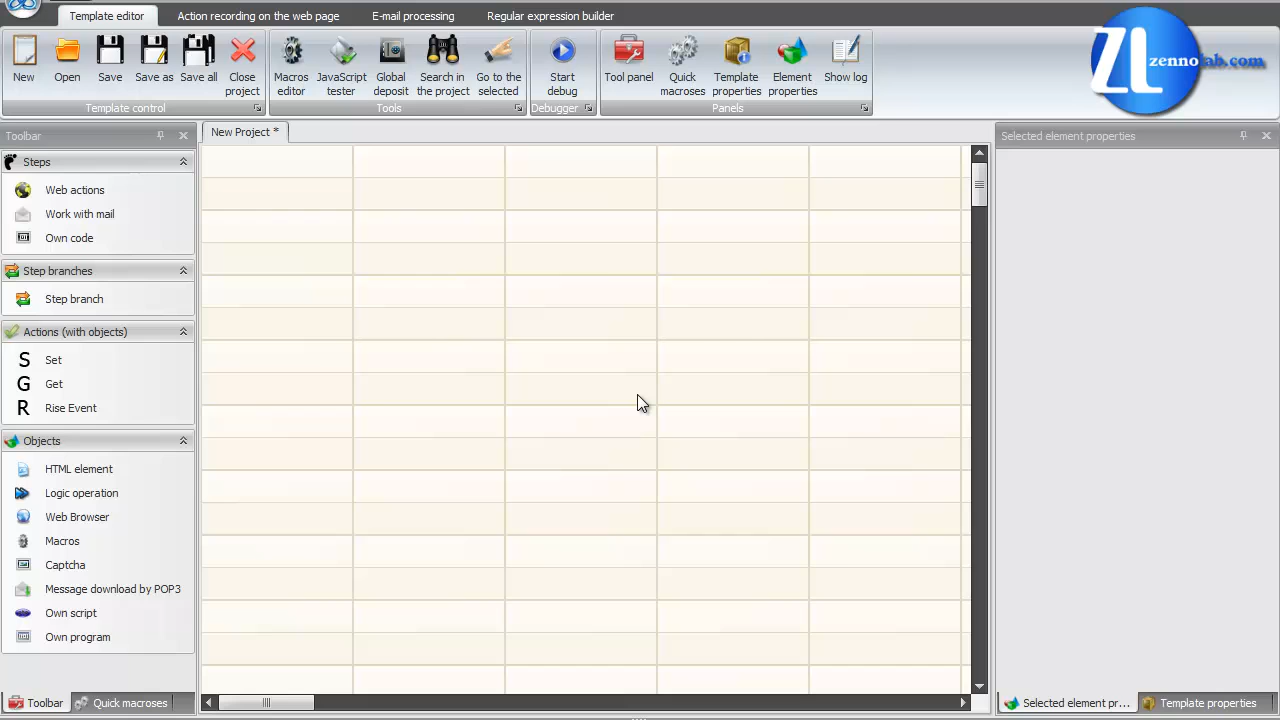 Template editor
Action recording on the web page
E-mail processing
Regular expression builder
New
Open
Save
Save as
Save all
Close project
Macros editor
JavaScript tester
Global deposit
Search in the project
Go to the selected
Start debug
Tool panel
Quick macroses
Template properties
Element properties
Show log
Template control
Tools
Debugger
Panels
ZL zennolab.com
Toolbar
New Project *
Selected element properties
Steps
Web actions
Work with mail
Own code
Step branches
Step branch
Actions (with objects)
S Set
G Get
R Rise Event
Objects
HTML element
Logic operation
Web Browser
Macros
Captcha
Message download by POP3
Own script
Own program
Toolbar
Quick macroses
Selected element pr...
Template properties